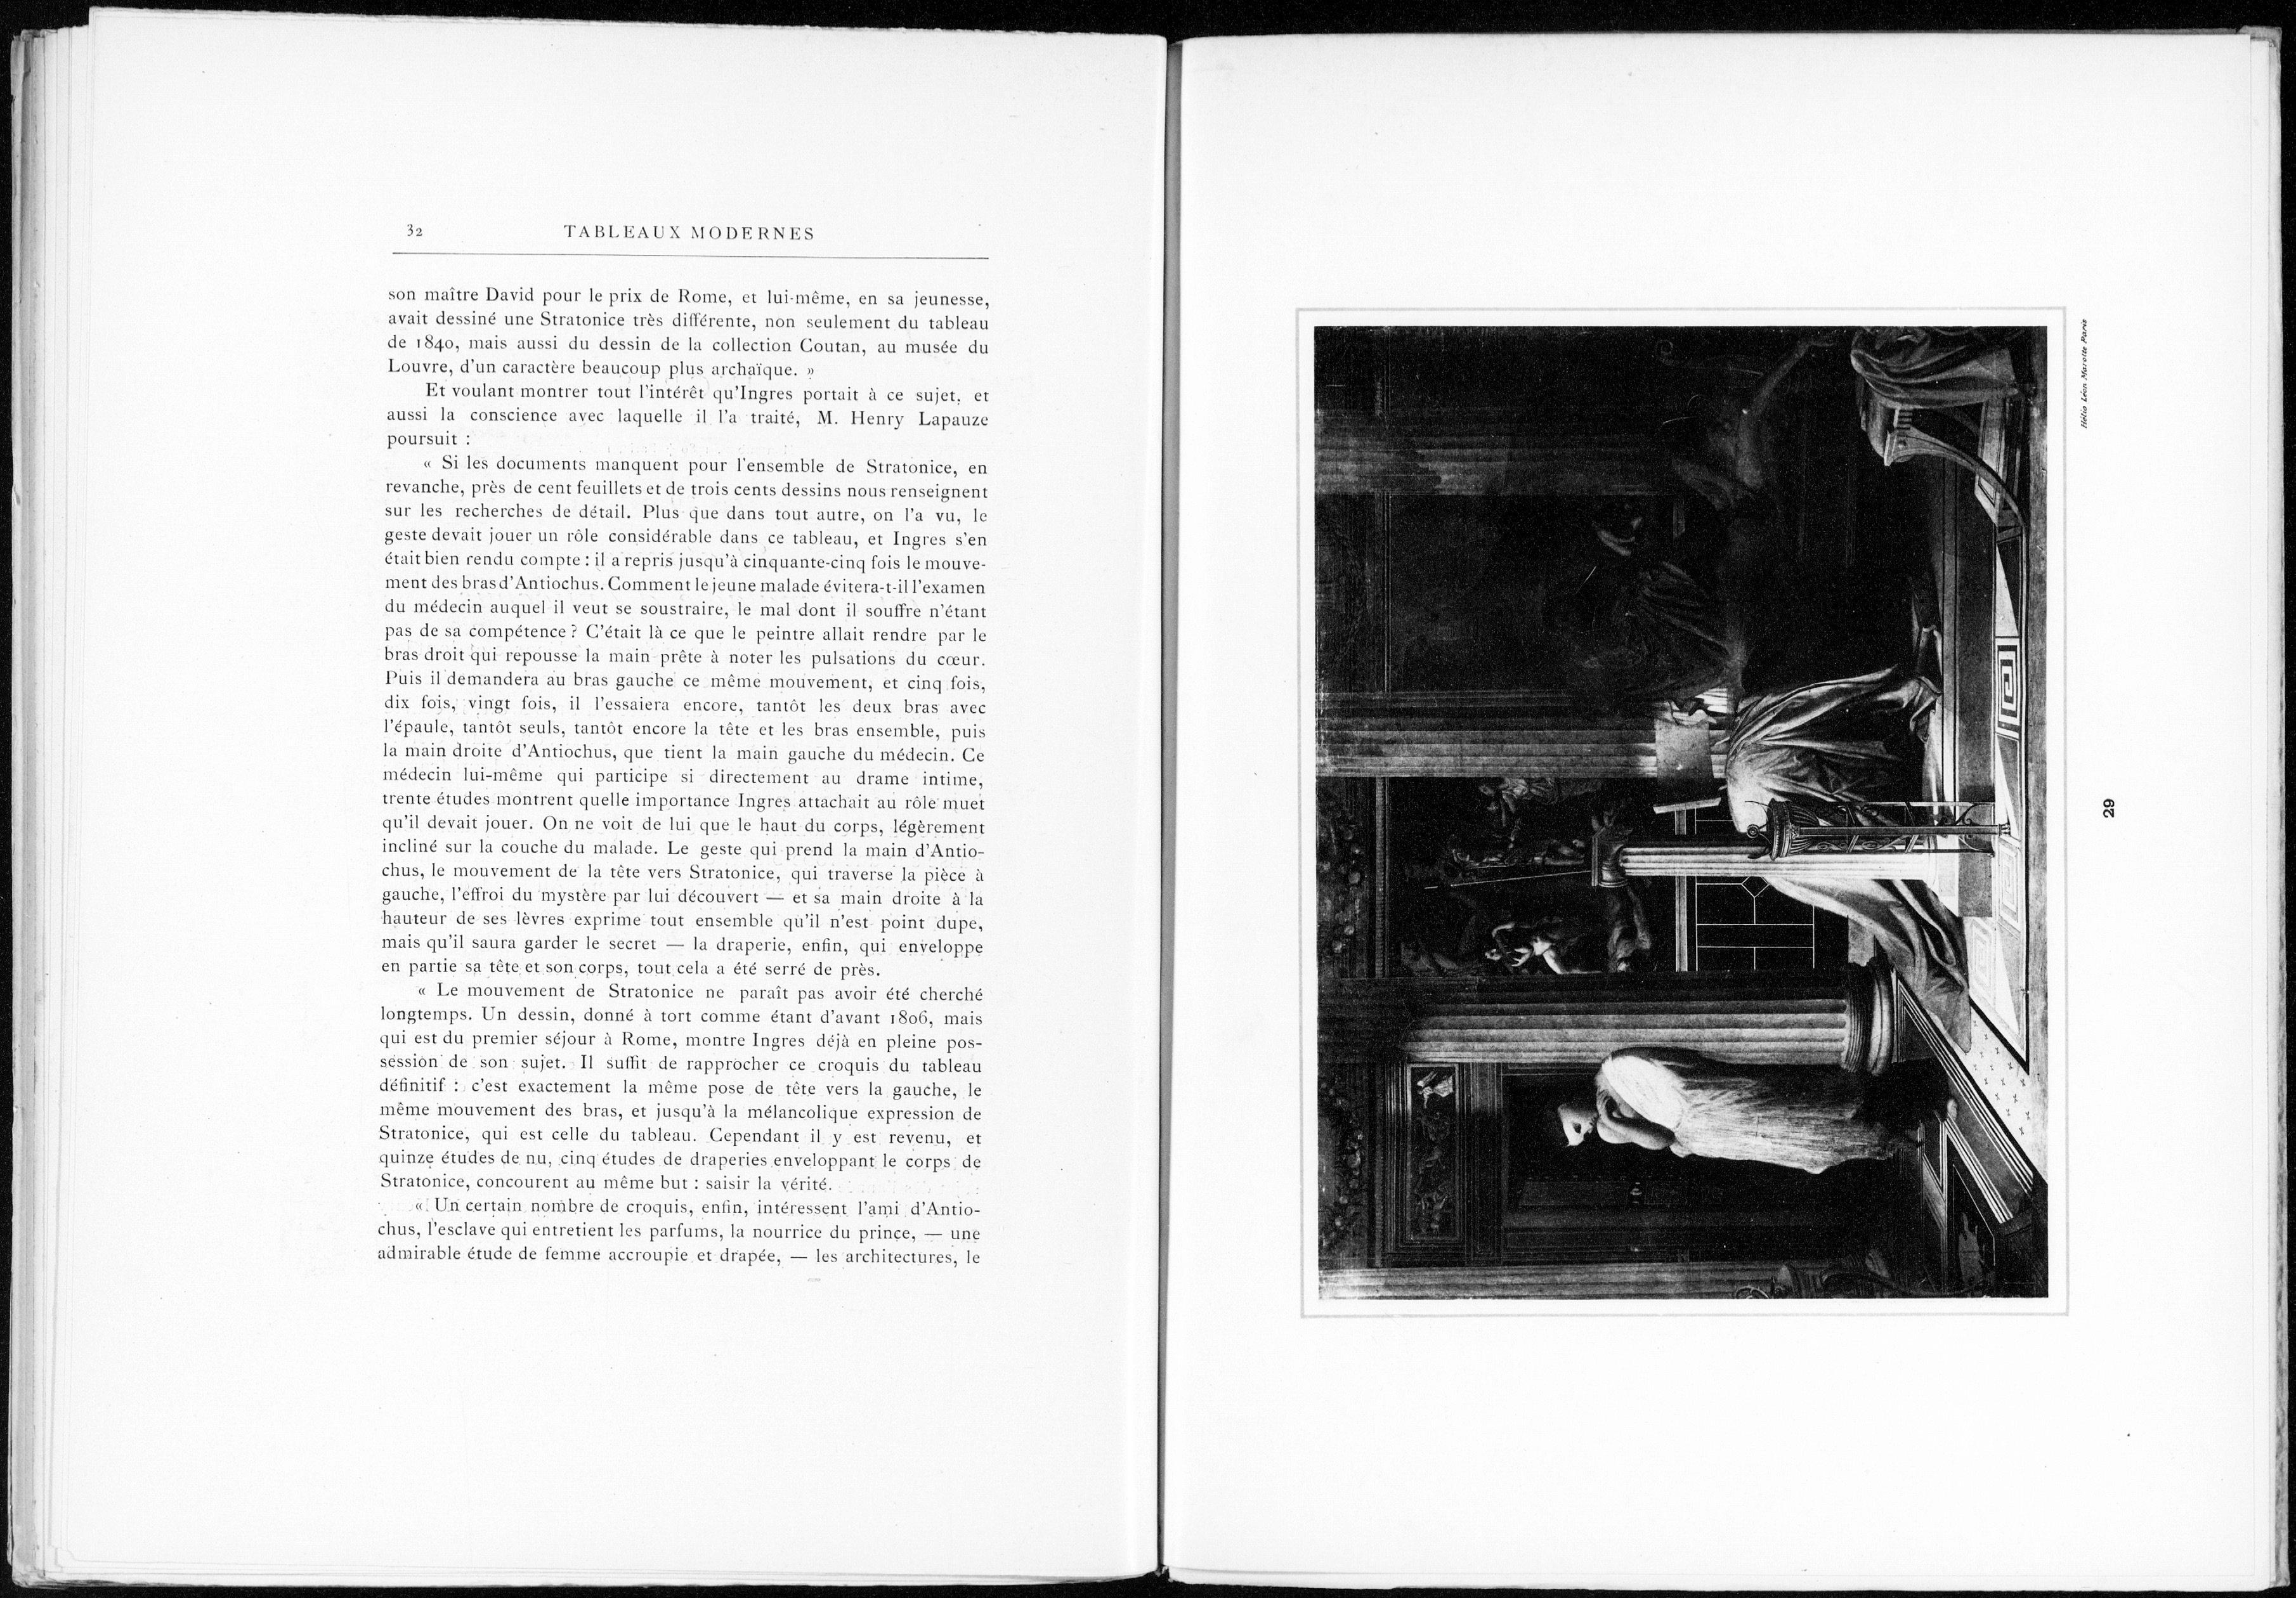 32 TABLEAUX MODERNES
son maître David pour le prix de Rome, et lui-même, en sa jeunesse,
avait dessiné une Stratonice très différente, non seulement du tableau
de 1840, mais aussi du dessin de la collection Coutan, au musée du
Louvre, d'un caractère beaucoup plus archaïque. »
Et voulant montrer tout l'intérêt qu'Ingres portait à ce sujet, et
aussi la conscience avec laquelle il l'a traité, M. Henry Lapauze
poursuit :
« Si les documents manquent pour l'ensemble de Stratonice, en
revanche, près de cent feuillets et de trois cents dessins nous renseignent
sur les recherches de détail. Plus que dans tout autre, on l'a vu, le
geste devait jouer un rôle considérable dans ce tableau, et Ingres s'en
était bien rendu compte : il a repris jusqu'à cinquante-cinq fois le mouve-
ment des bras d'Antiochus. Comment le jeune malade évitera-t-il l'examen
du médecin auquel il veut se soustraire, le mal dont il souffre n'étant
pas de sa compétence ? C'était là ce que le peintre allait rendre par le
bras droit qui repousse la main prête à noter les pulsations du cœur.
Puis il demandera au bras gauche ce même mouvement, et cinq fois,
dix fois, vingt fois, il l'essaiera encore, tantôt les deux bras avec
l'épaule, tantôt seuls, tantôt encore la tête et les bras ensemble, puis
la main droite d'Antiochus, que tient la main gauche du médecin. Ce
médecin lui-même qui participe si directement au drame intime,
trente études montrent quelle importance Ingres attachait au rôle muet
qu'il devait jouer. On ne voit de lui que le haut du corps, légèrement
incliné sur la couche du malade. Le geste qui prend la main d'Antio-
chus, le mouvement de la tête vers Stratonice, qui traverse la pièce à
gauche, l'effroi du mystère par lui découvert — et sa main droite à la
hauteur de ses lèvres exprime tout ensemble qu'il n'est point dupe,
mais qu'il saura garder le secret — la draperie, enfin, qui enveloppe
en partie sa tête et son corps, tout cela a été serré de près.
« Le mouvement de Stratonice ne paraît pas avoir été cherché
longtemps. Un dessin, donné à tort comme étant d'avant 1806, mais
qui est du premier séjour à Rome, montre Ingres déjà en pleine pos-
session de son sujet. Il suffit de rapprocher ce croquis du tableau
définitif : c'est exactement la même pose de tête vers la gauche, le
même mouvement des bras, et jusqu'à la mélancolique expression de
Stratonice, qui est celle du tableau. Cependant il y est revenu, et
quinze études de nu, cinq études de draperies enveloppant le corps de
Stratonice, concourent au même but : saisir la vérité.
« Un certain nombre de croquis, enfin, intéressent l'ami d'Antio-
chus, l'esclave qui entretient les parfums, la nourrice du prince, — une
admirable étude de femme accroupie et drapée, — les architectures, le
Hélio Léon Marotte Paris
29